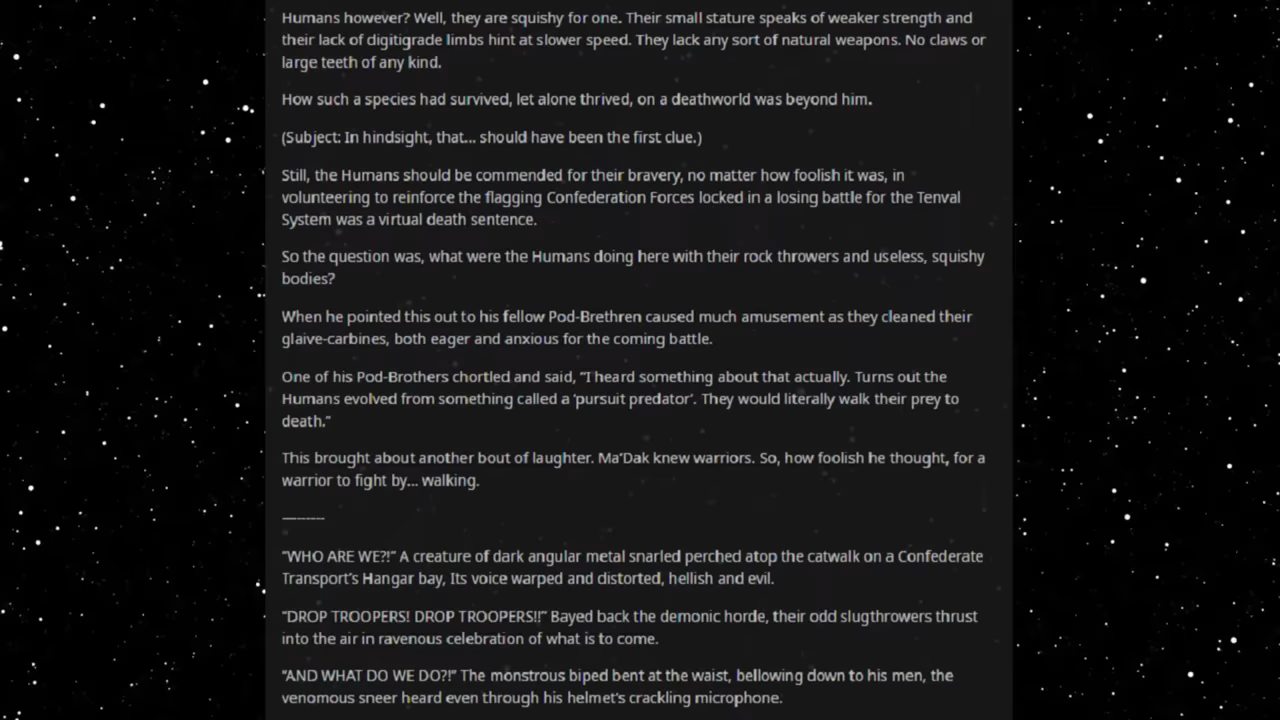 Humans however? Well, they are squishy for one. Their small stature speaks of weaker strength and
their lack of digitigrade limbs hint at slower speed. They lack any sort of natural weapons. No claws or
large teeth of any kind.
How such a species had survived, let alone thrived, on a deathworld was beyond him.
(Subject: In hindsight, that... should have been the first clue.)
Still, the Humans should be commended for their bravery, no matter how foolish it was, in
volunteering to reinforce the flagging Confederation Forces locked in a losing battle for the Tenval
System was a virtual death sentence.
So the question was, what were the Humans doing here with their rock throwers and useless, squishy
bodies?
When he pointed this out to his fellow Pod-Brethren caused much amusement as they cleaned their
glaive-carbines, both eager and anxious for the coming battle.
One of his Pod-Brothers chortled and said, “I heard something about that actually. Turns out the
Humans evolved from something called a ‘pursuit predator’. They would literally walk their prey to
death.”
This brought about another bout of laughter. Ma’Dak knew warriors. So, how foolish he thought, for a
warrior to fight by... walking.
———
“WHO ARE WE?!” A creature of dark angular metal snarled perched atop the catwalk on a Confederate
Transport’s Hangar bay, Its voice warped and distorted, hellish and evil.
“DROP TROOPERS! DROP TROOPERS!!” Bayed back the demonic horde, their odd slugthrowers thrust
into the air in ravenous celebration of what is to come.
“AND WHAT DO WE DO?!” The monstrous biped bent at the waist, bellowing down to his men, the
venomous sneer heard even through his helmet’s crackling microphone.